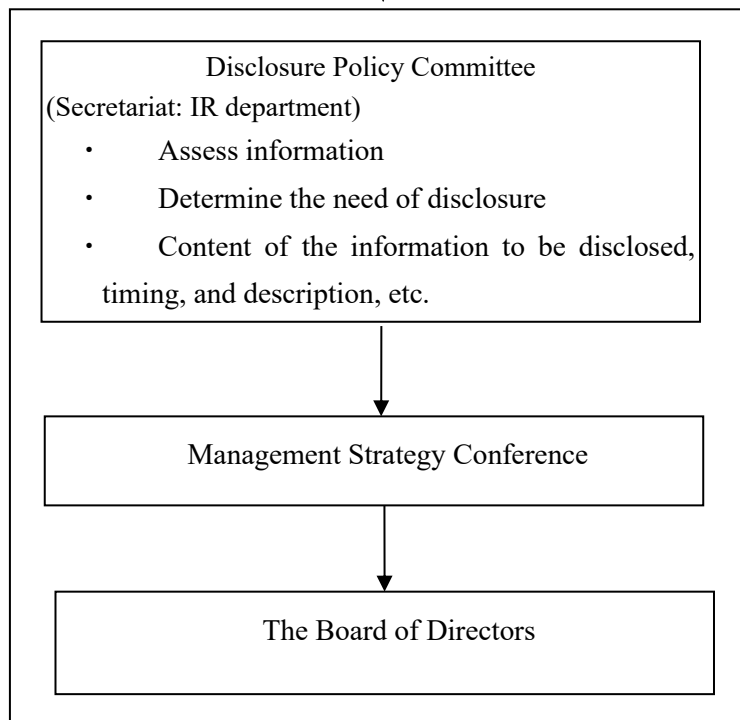 Disclosure Policy Committee
(Secretariat: IR department)
・ Assess information
・ Determine the need of disclosure
・ Content of the information to be disclosed,
timing, and description, etc.
Management Strategy Conference
The Board of Directors